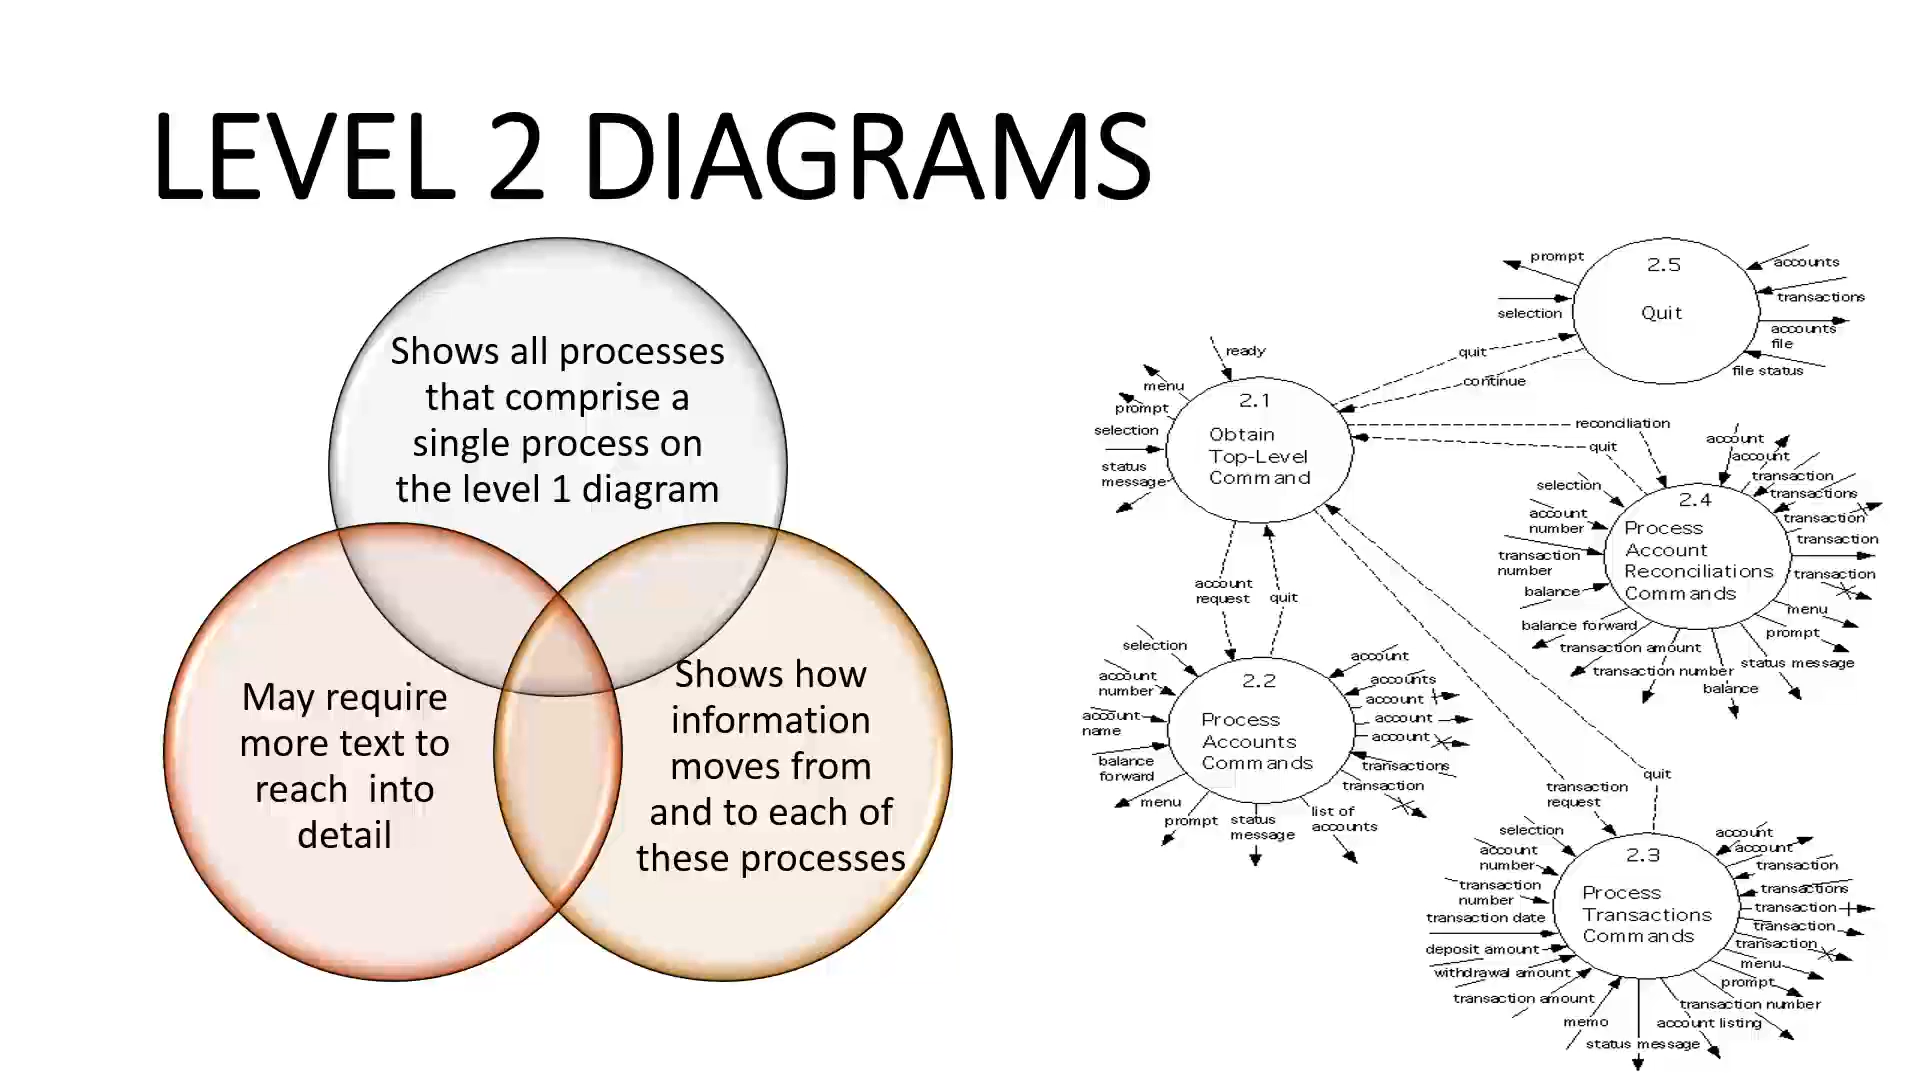 LEVEL 2 DIAGRAMS
Shows all processes
that comprise a
single process on
the level 1 diagram
May require
more text to
reach into
detail
Shows how
information
moves from
and to each of
these processes
prompt
selection
2.5
Quit
accounts
transactions
accounts
file
file status
quit
continue
ready
menu
prompt
selection
status
message
2.1
Obtain
Top-Level
Command
reconciliation
quit
account
request
quit
selection
account
number
transaction
number
balance
balance forward
transaction amount
transaction number
balance
status message
prompt
menu
2.4
Process
Account
Reconciliations
Commands
account
account
transaction
transactions
transaction
transaction
transaction
selection
account
number
account
name
balance
forward
menu
prompt
status
message
list of
accounts
2.2
Process
Accounts
Commands
account
accounts
account
account
account
transactions
transaction
transaction
request
quit
selection
account
number
transaction
number
transaction date
deposit amount
withdrawal amount
transaction amount
memo
status message
2.3
Process
Transactions
Commands
account
account
transaction
transactions
transaction
transaction
transaction
menu
prompt
transaction number
account listing